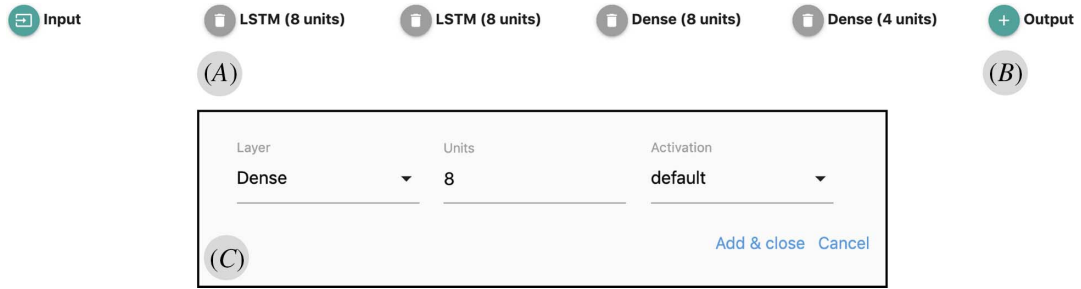 Input LSTM (8 units) LSTM (8 units) Dense (8 units) Dense (4 units) + Output
(A) (B)
Layer Units Activation
Dense 8 default
Add & close Cancel
(C)